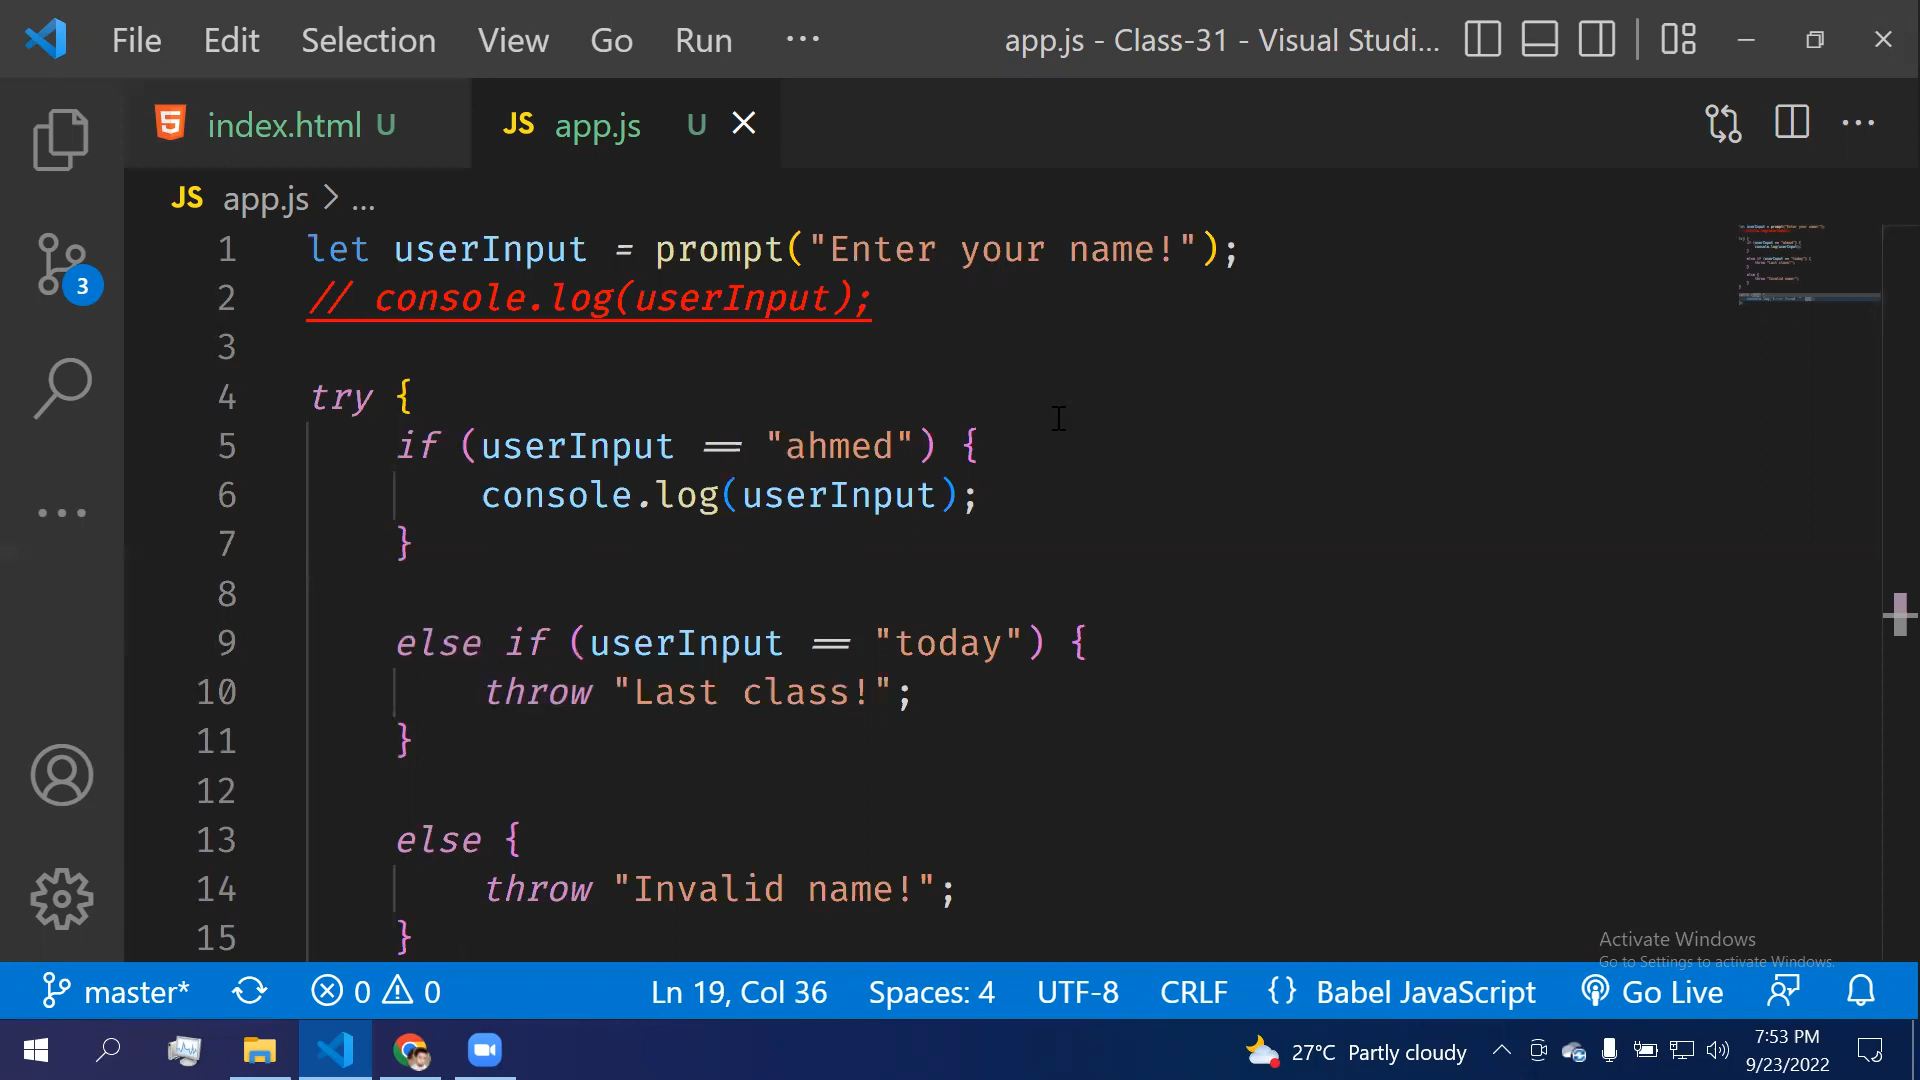 File Edit Selection View Go Run ··· app.js - Class-31 - Visual Studi...
index.html U JS app.js U
JS app.js > ...
1 let userInput = prompt("Enter your name!");
2 // console.log(userInput);
3
4 try {
5 if (userInput == "ahmed") {
6 console.log(userInput);
7 }
8
9 else if (userInput == "today") {
10 throw "Last class!";
11 }
12
13 else {
14 throw "Invalid name!";
15 }
3
Activate Windows
Go to Settings to activate Windows.
master* 0 0 Ln 19, Col 36 Spaces: 4 UTF-8 CRLF {} Babel JavaScript Go Live
27°C Partly cloudy 7:53 PM
9/23/2022